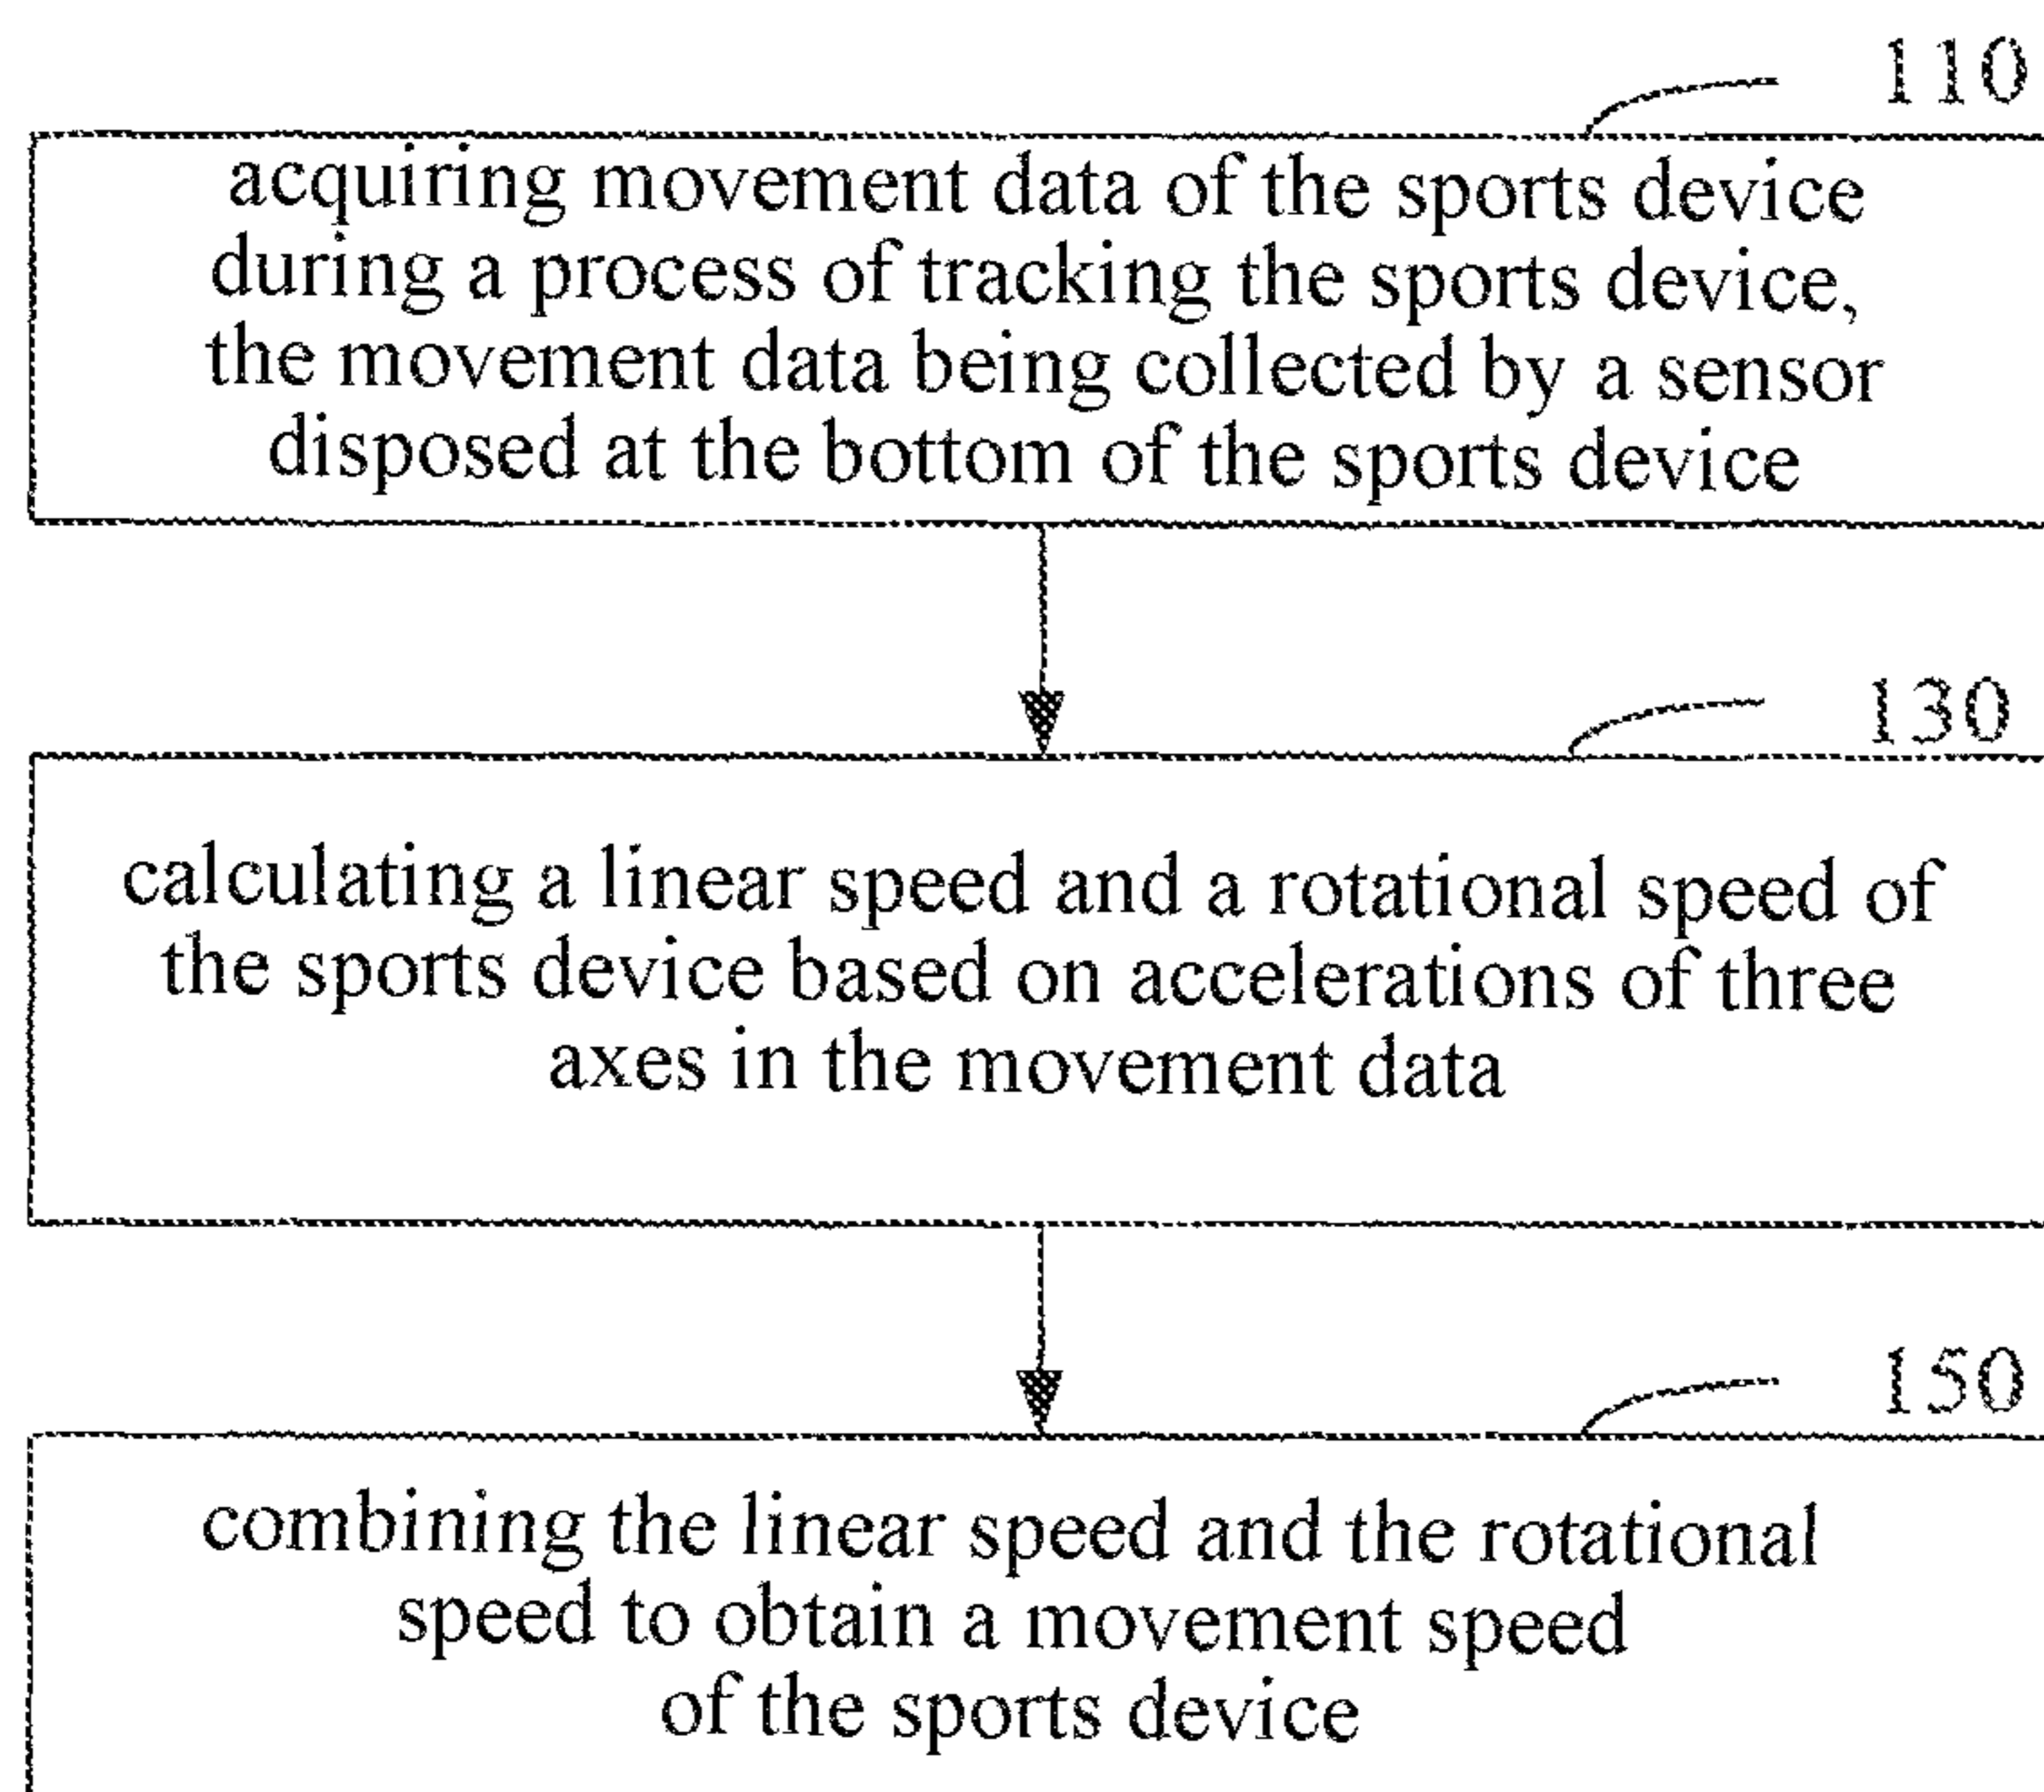 110
acquiring movement data of the sports device
during a process of tracking the sports device,
the movement data being collected by a sensor
disposed at the bottom of the sports device
130
calculating a linear speed and a rotational speed of
the sports device based on accelerations of three
axes in the movement data
150
combining the linear speed and the rotational
speed to obtain a movement speed
of the sports device